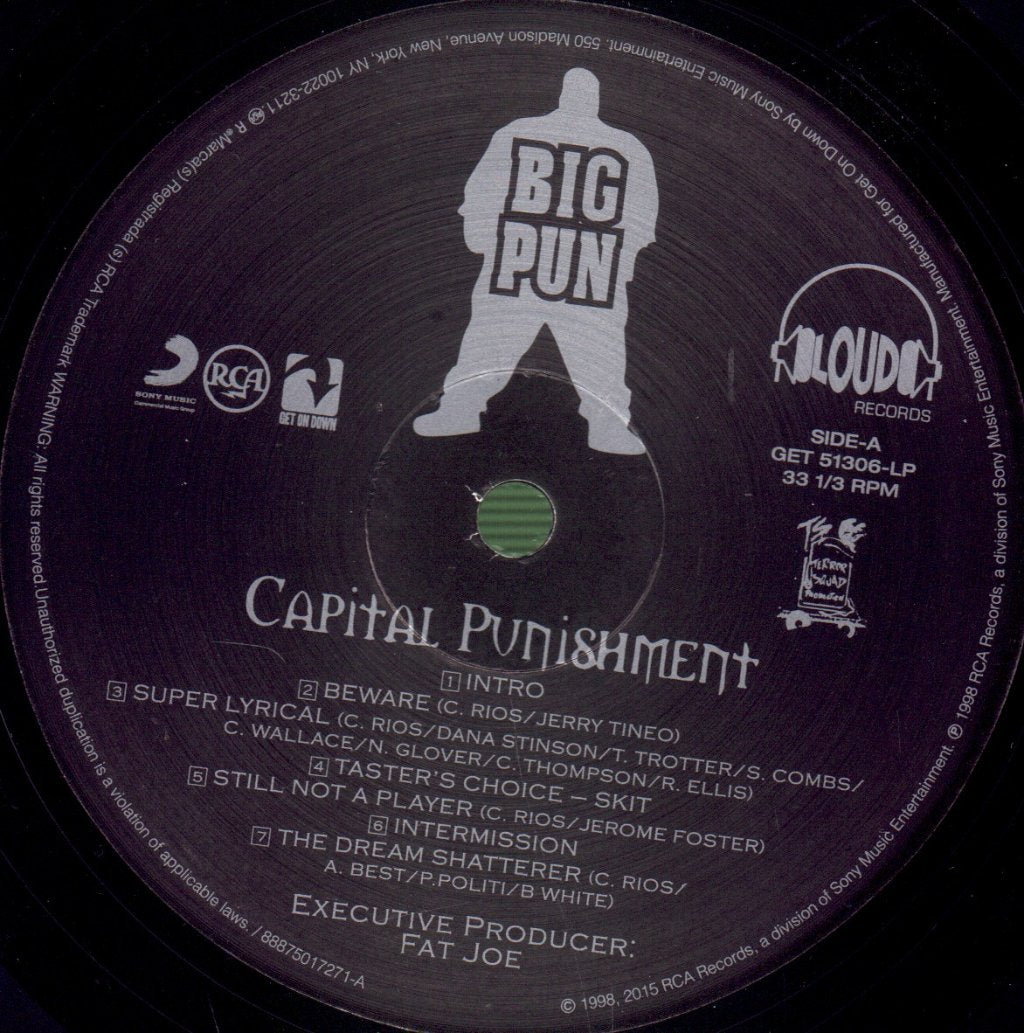 BIG
PUN
SONY MUSIC
Commercial Music Group
RCA
GET ON DOWN
LOUD
RECORDS
SIDE-A
GET 51306-LP
33 1/3 RPM
TS
TERROR
SQUAD
CAPITAL PUNISHMENT
1 INTRO
2 BEWARE (C. RIOS/JERRY TINEO)
3 SUPER LYRICAL (C. RIOS/DANA STINSON/T. TROTTER/S. COMBS/
C. WALLACE/N. GLOVER/C. THOMPSON/R. ELLIS)
4 TASTER'S CHOICE – SKIT
5 STILL NOT A PLAYER (C. RIOS/JEROME FOSTER)
6 INTERMISSION
7 THE DREAM SHATTERER (C. RIOS/
A. BEST/P.POLITI/B WHITE)
EXECUTIVE PRODUCER:
FAT JOE
© 1998, 2015 RCA Records, a division of Sony Music Entertainment. ℗ 1998 RCA Records, a division of Sony Music Entertainment. Manufactured for Get On Down by Sony Music Entertainment. 550 Madison Avenue, New York, NY 10022-3211. ® Marca(s) Registrada (s) RCA Trademark WARNING: All rights reserved.Unauthorized duplication is a violation of applicable laws. / 88875017271-A